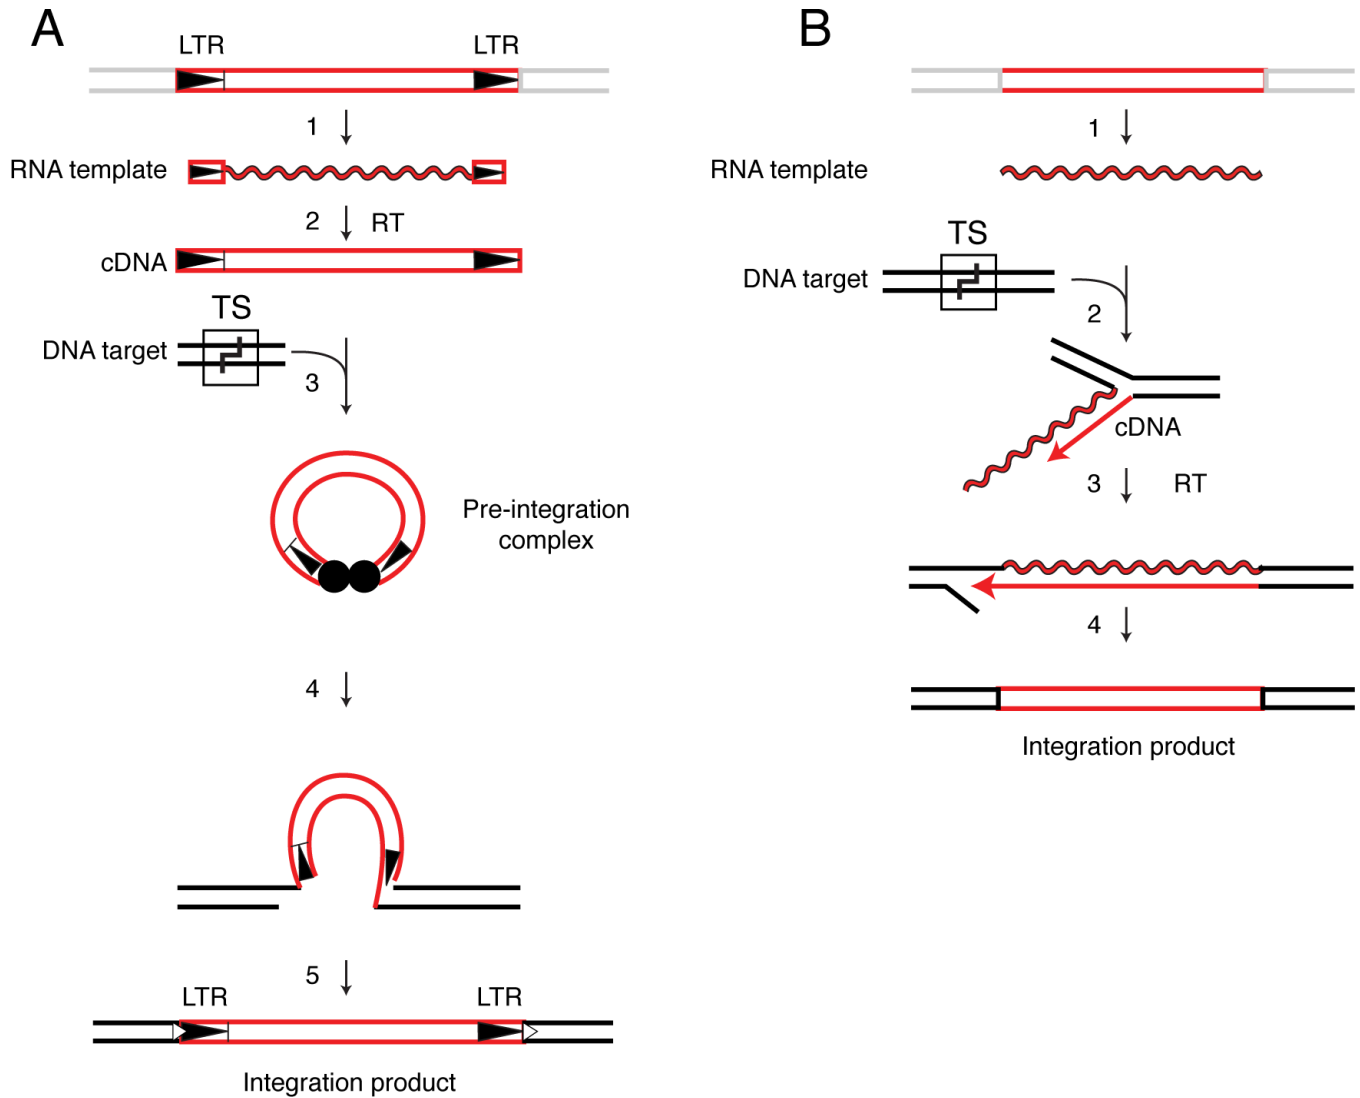 A
LTR
LTR
1
RNA template
2
RT
cDNA
TS
DNA target
3
Pre-integration
complex
4
5
LTR
LTR
Integration product
B
1
RNA template
TS
DNA target
2
cDNA
3
RT
4
Integration product